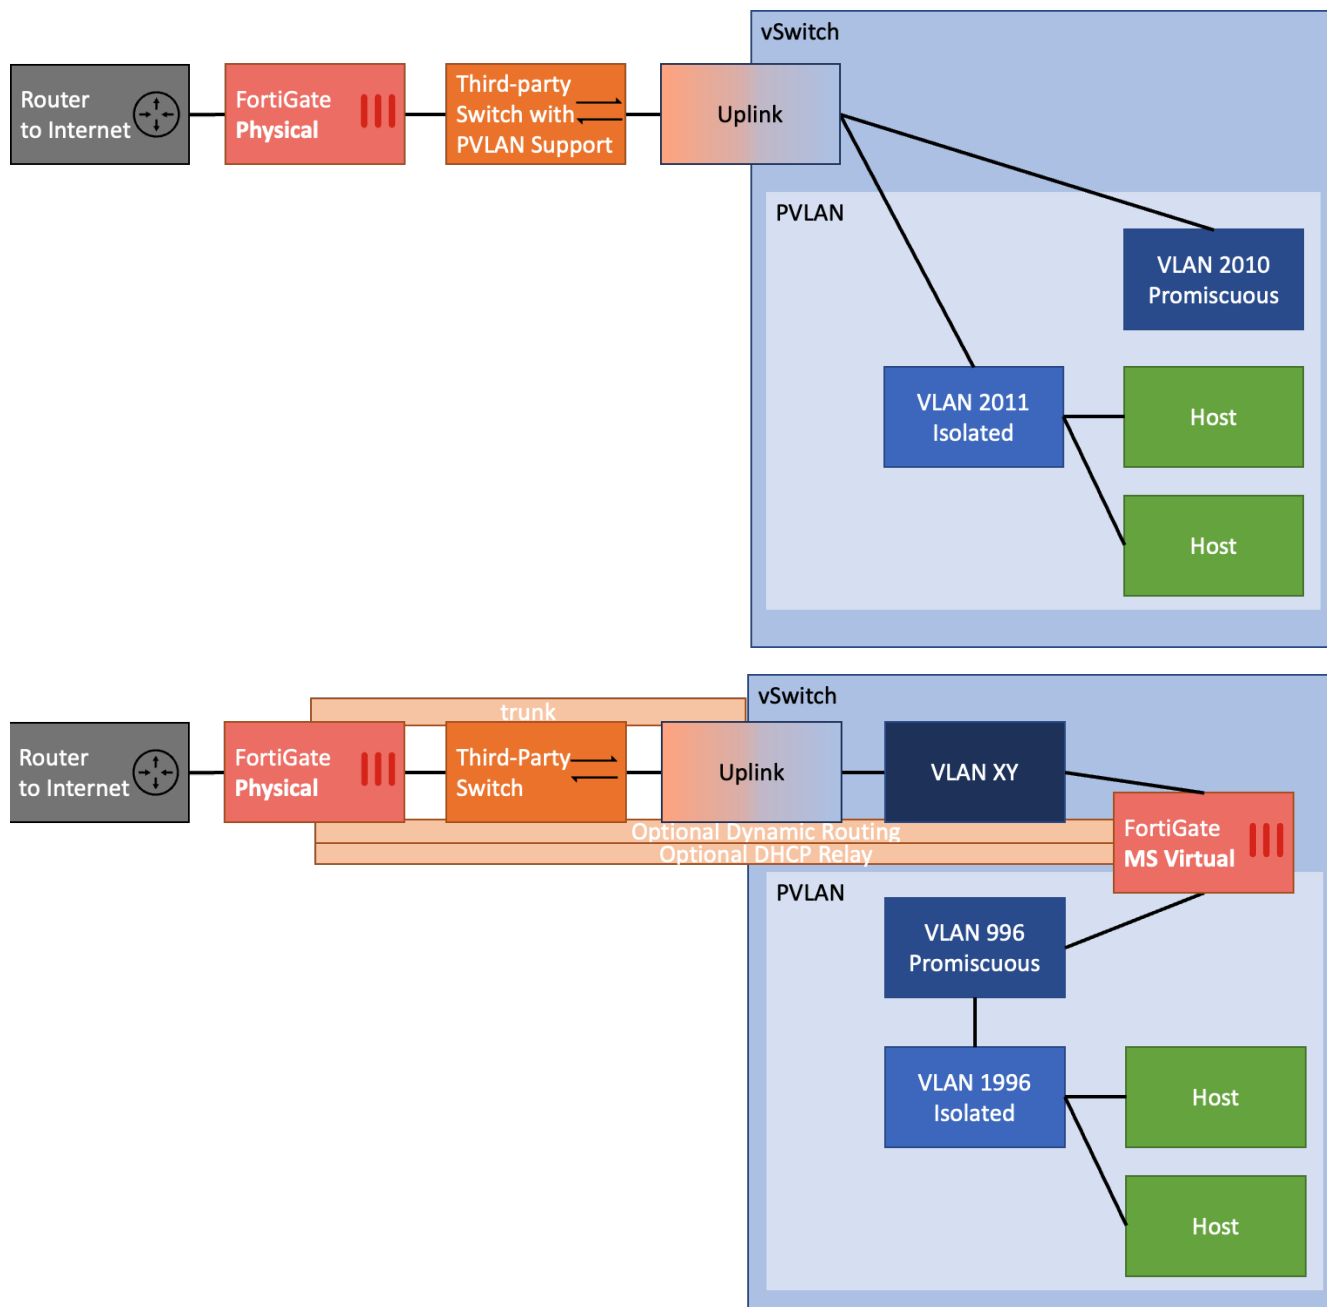 vSwitch
Router
to Internet
FortiGate
Physical
Third-party
Switch with
PVLAN Support
Uplink
PVLAN
VLAN 2010
Promiscuous
VLAN 2011
Isolated
Host
Host
vSwitch
trunk
Router
to Internet
FortiGate
Physical
Third-Party
Switch
Uplink
VLAN XY
FortiGate
MS Virtual
Optional Dynamic Routing
Optional DHCP Relay
PVLAN
VLAN 996
Promiscuous
VLAN 1996
Isolated
Host
Host